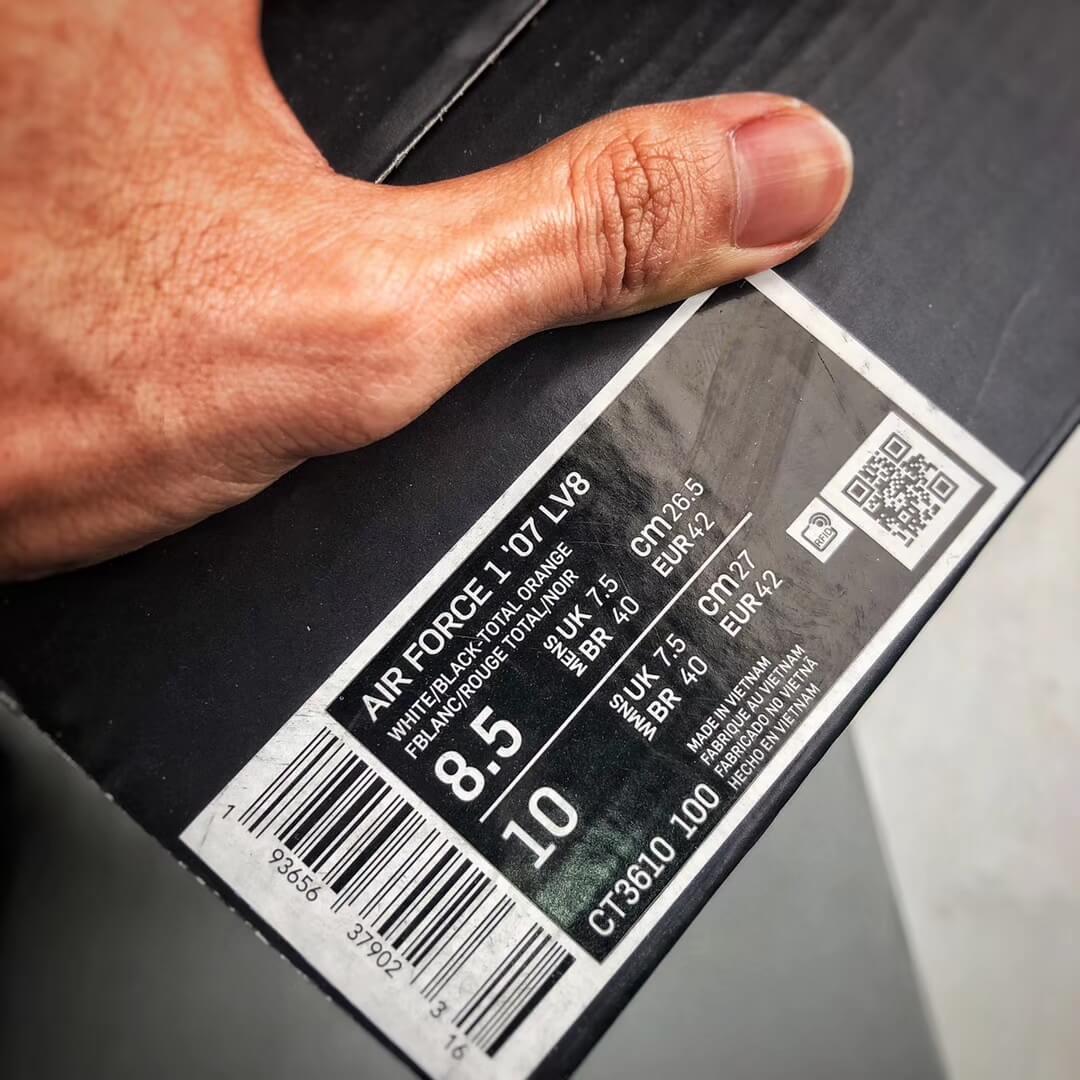 AIR FORCE 1 '07 LV8
WHITE/BLACK-TOTAL ORANGE
FBLANC/ROUGE TOTAL/NOIR
8.5
MENS
UK 7.5
BR 40
cm 26.5
EUR 42
10
WMNS
UK 7.5
BR 40
cm 27
EUR 42
RFID
CT3610 100
MADE IN VIETNAM
FABRIQUE AU VIETNAM
FABRICADO NO VIETNÃ
HECHO EN VIETNAM
1 93656 37902 3 16